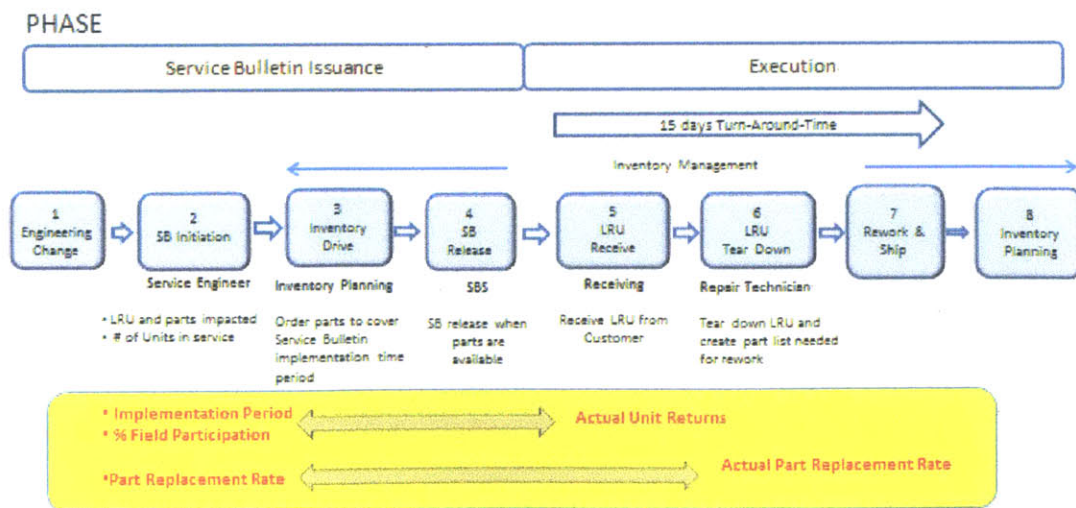 PHASE
Service Bulletin Issuance
Execution
15 days Turn-Around-Time
Inventory Management
1
Engineering
Change
2
SB Initiation
3
Inventory
Drive
4
SB
Release
5
LRU
Receive
6
LRU
Tear Down
7
Rework &
Ship
8
Inventory
Planning
Service Engineer
Inventory Planning
SBS
Receiving
Repair Technician
• LRU and parts impacted
• # of Units in service
Order parts to cover
Service Bulletin
implementation time
period
SB release when
parts are
available
Receive LRU from
Customer
Tear down LRU and
create part list needed
for rework
• Implementation Period
• % Field Participation
Actual Unit Returns
•Part Replacement Rate
Actual Part Replacement Rate